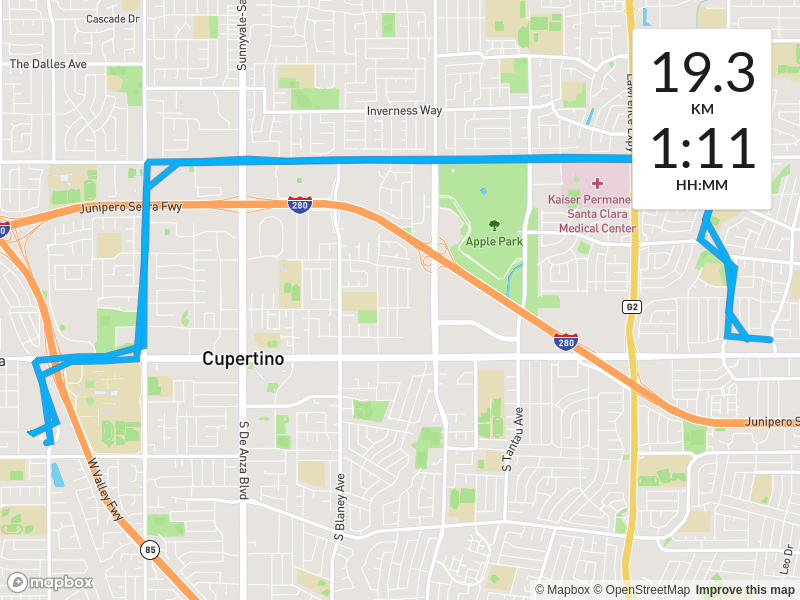 Cascade Dr
Sunnyvale-Sa
The Dalles Ave
19.3
KM
1:11
HH:MM
Lawrence Expy
Inverness Way
Kaiser Permane
Santa Clara
Medical Center
Junipero Serra Fwy
280
280
Apple Park
G2
280
Cupertino
a
S De Anza Blvd
S Tantau Ave
Junipero S
W Valley Fwy
S Blaney Ave
85
Leo Dr
mapbox
© Mapbox © OpenStreetMap Improve this map